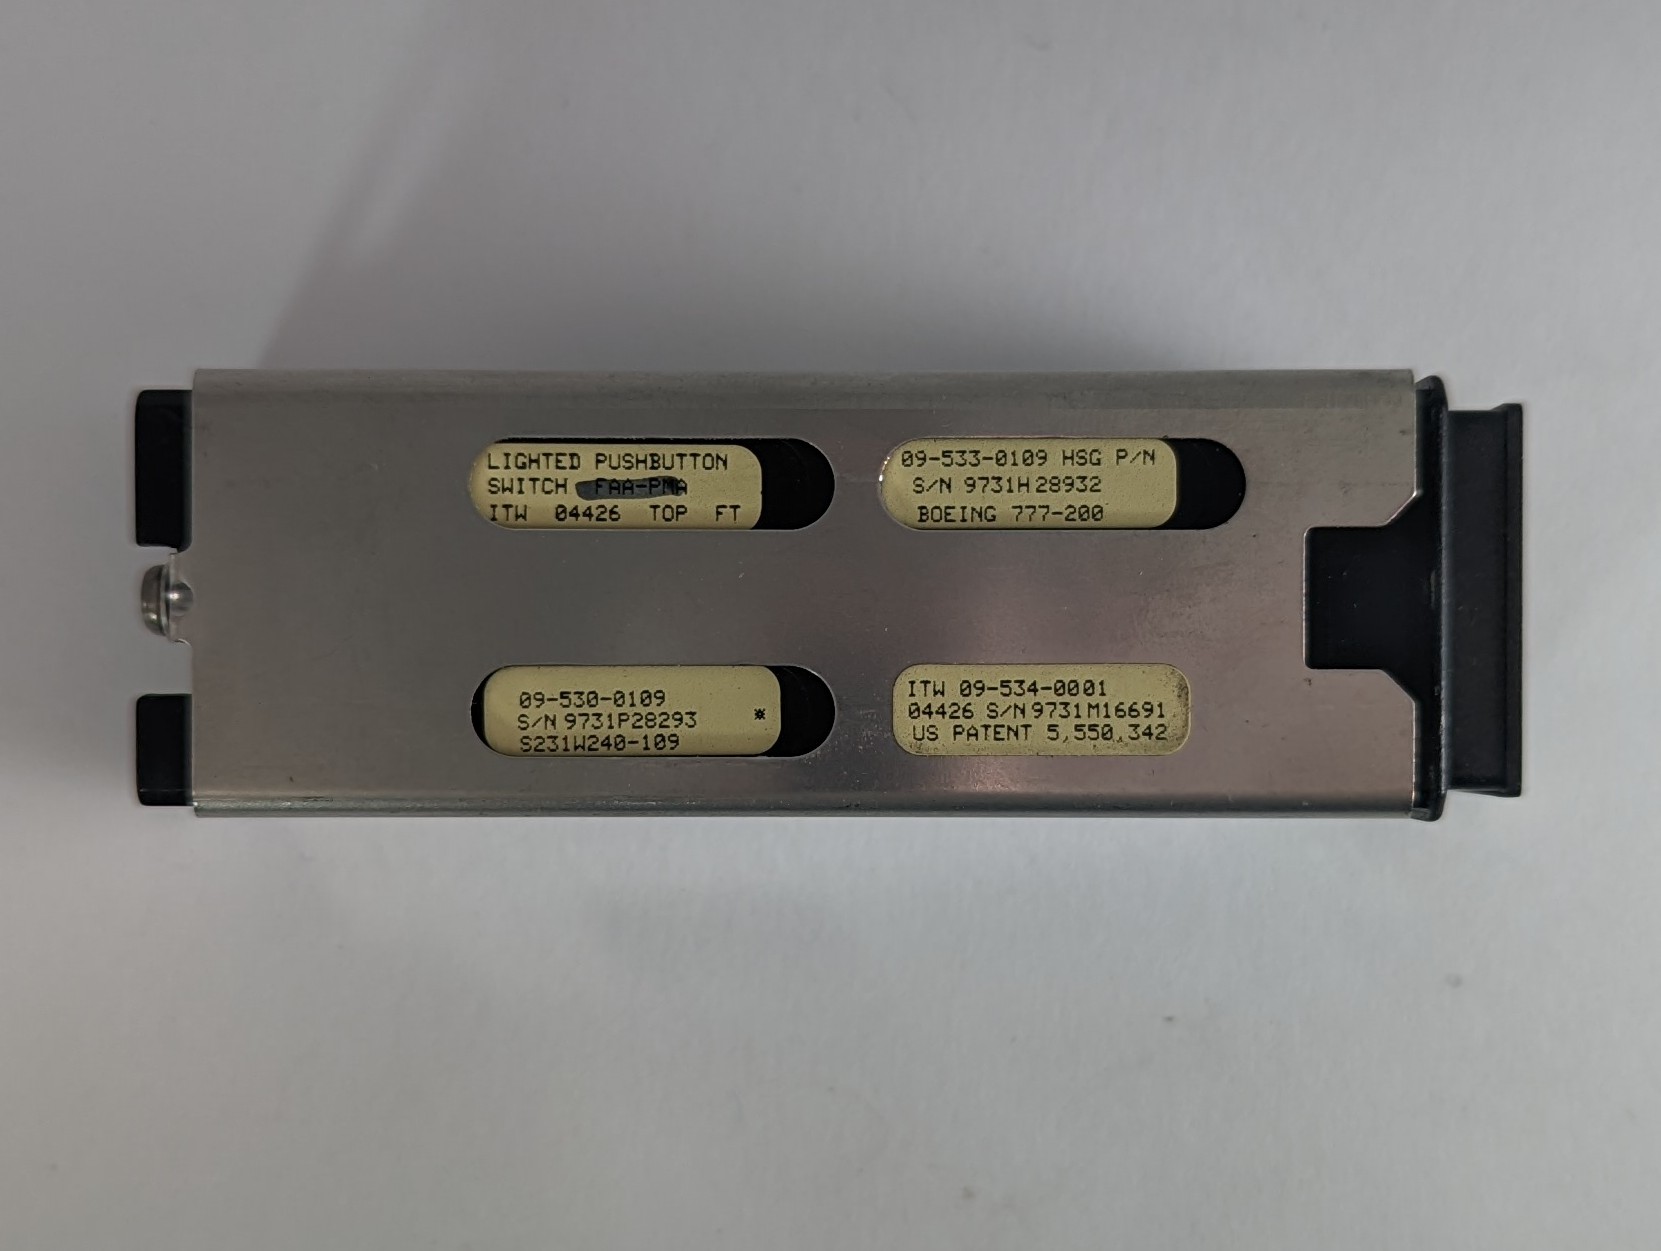 LIGHTED PUSHBUTTON
SWITCH FAA-PMA
ITW 04426 TOP FT
09-533-0109 HSG P/N
S/N 9731H28932
BOEING 777-200
09-530-0109
S/N 9731P28293 *
S231W240-109
ITW 09-534-0001
04426 S/N 9731M16691
US PATENT 5,550,342